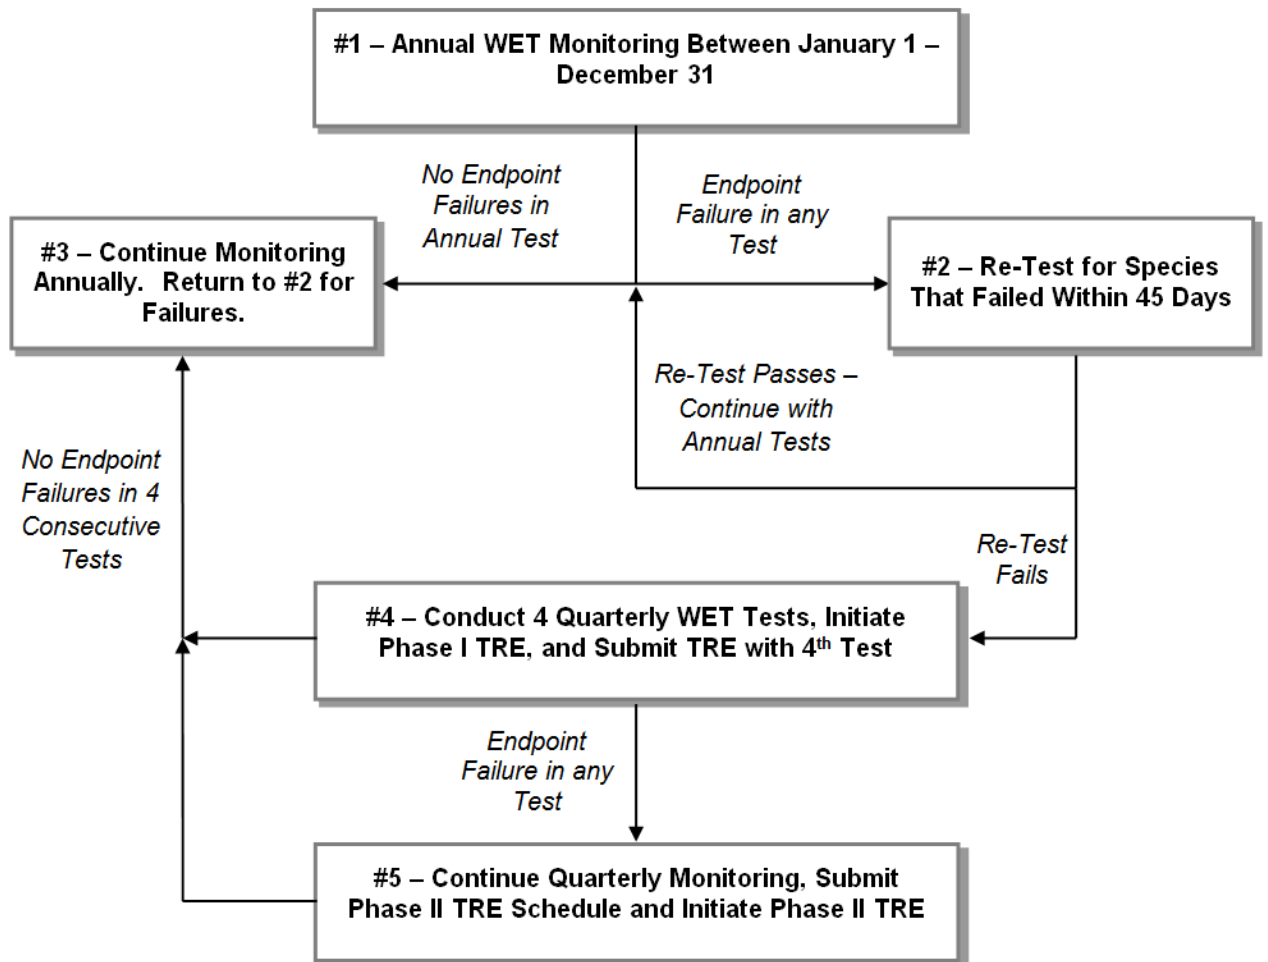 #1 – Annual WET Monitoring Between January 1 –
December 31
No Endpoint
Failures in
Annual Test
Endpoint
Failure in any
Test
#3 – Continue Monitoring
Annually.  Return to #2 for
Failures.
#2 – Re-Test for Species
That Failed Within 45 Days
Re-Test Passes –
Continue with
Annual Tests
No Endpoint
Failures in 4
Consecutive
Tests
Re-Test
Fails
#4 – Conduct 4 Quarterly WET Tests, Initiate
Phase I TRE, and Submit TRE with 4th Test
Endpoint
Failure in any
Test
#5 – Continue Quarterly Monitoring, Submit
Phase II TRE Schedule and Initiate Phase II TRE